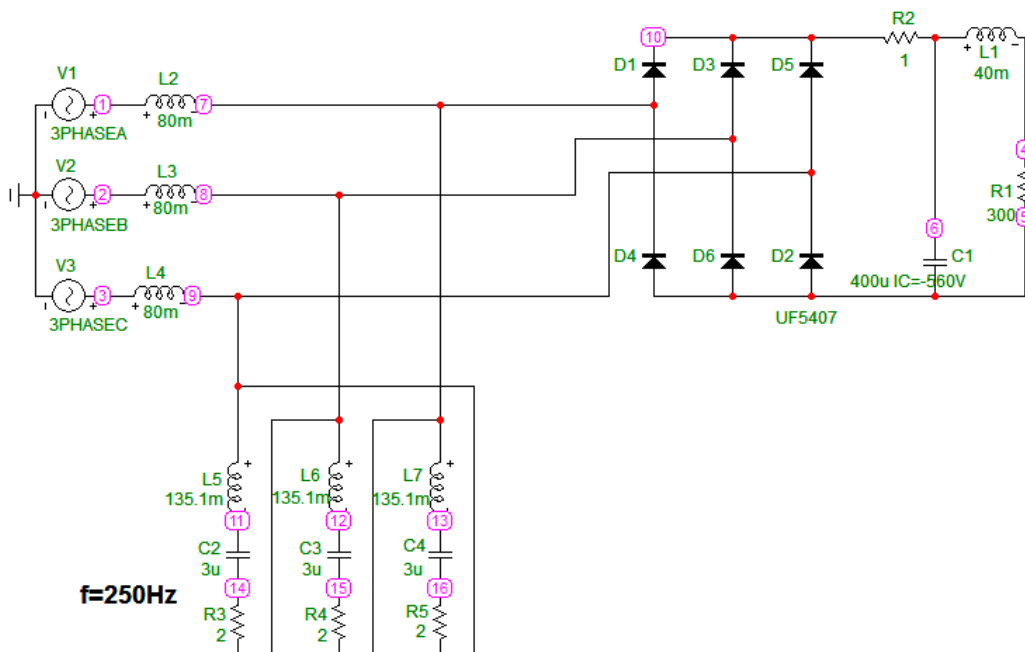 R2
10
1
L1
40m
D1
D3
D5
V1
L2
1
7
80m
3PHASEA
V2
L3
2
8
80m
3PHASEB
4
R1
300
5
V3
L4
3
9
80m
3PHASEC
6
D4
D6
D2
C1
400u IC=-560V
UF5407
L5
135.1m
L6
135.1m
L7
135.1m
11
12
13
C2
3u
C3
3u
C4
3u
14
15
16
f=250Hz
R3
2
R4
2
R5
2